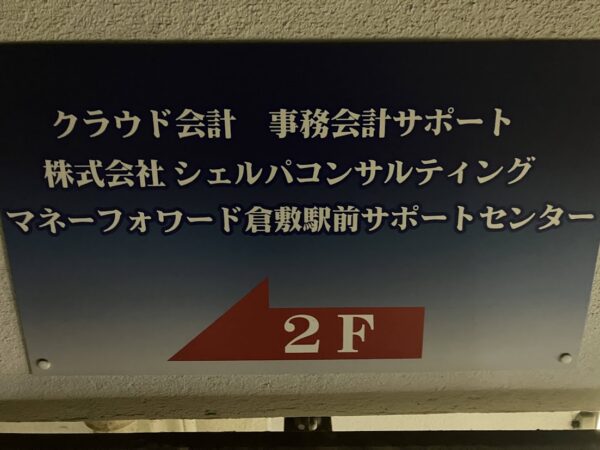 クラウド会計　事務会計サポート
株式会社 シェルパコンサルティング
マネーフォワード倉敷駅前サポートセンター
２Ｆ